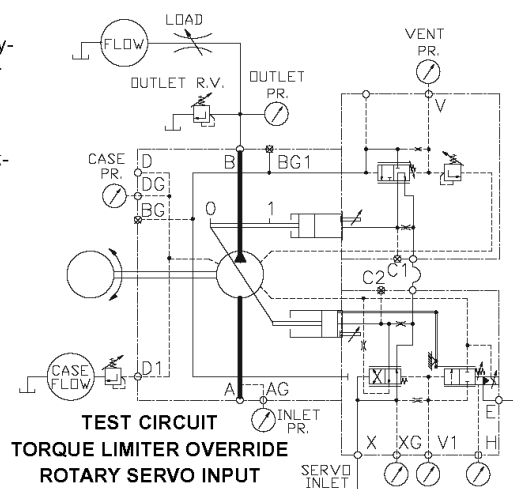 y-
t-
LOAD
FLOW
VENT
PR.
OUTLET R.V.
OUTLET
PR.
V
CASE
PR.
D
DG
BG
B
BG1
0
1
C1
C2
CASE
FLOW
D1
A
AG
INLET
PR.
X
E
TEST CIRCUIT
TORQUE LIMITER OVERRIDE
ROTARY SERVO INPUT
X
XG
V1
H
SERVO
INLET